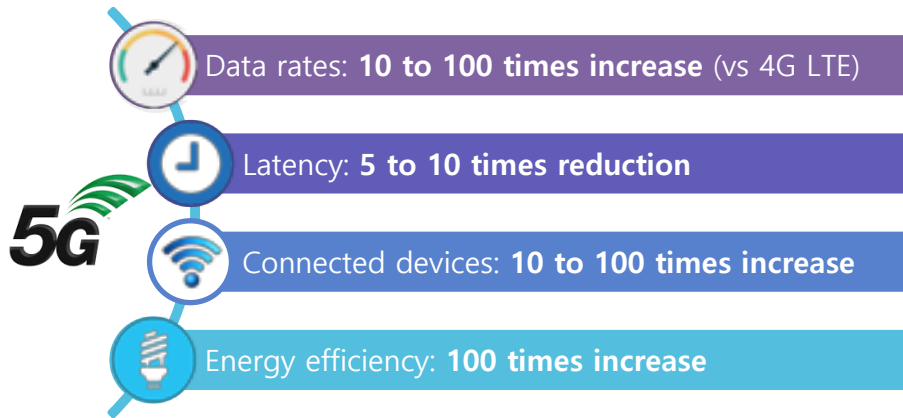 Data rates: 10 to 100 times increase (vs 4G LTE)
Latency: 5 to 10 times reduction
5G
Connected devices: 10 to 100 times increase
Energy efficiency: 100 times increase